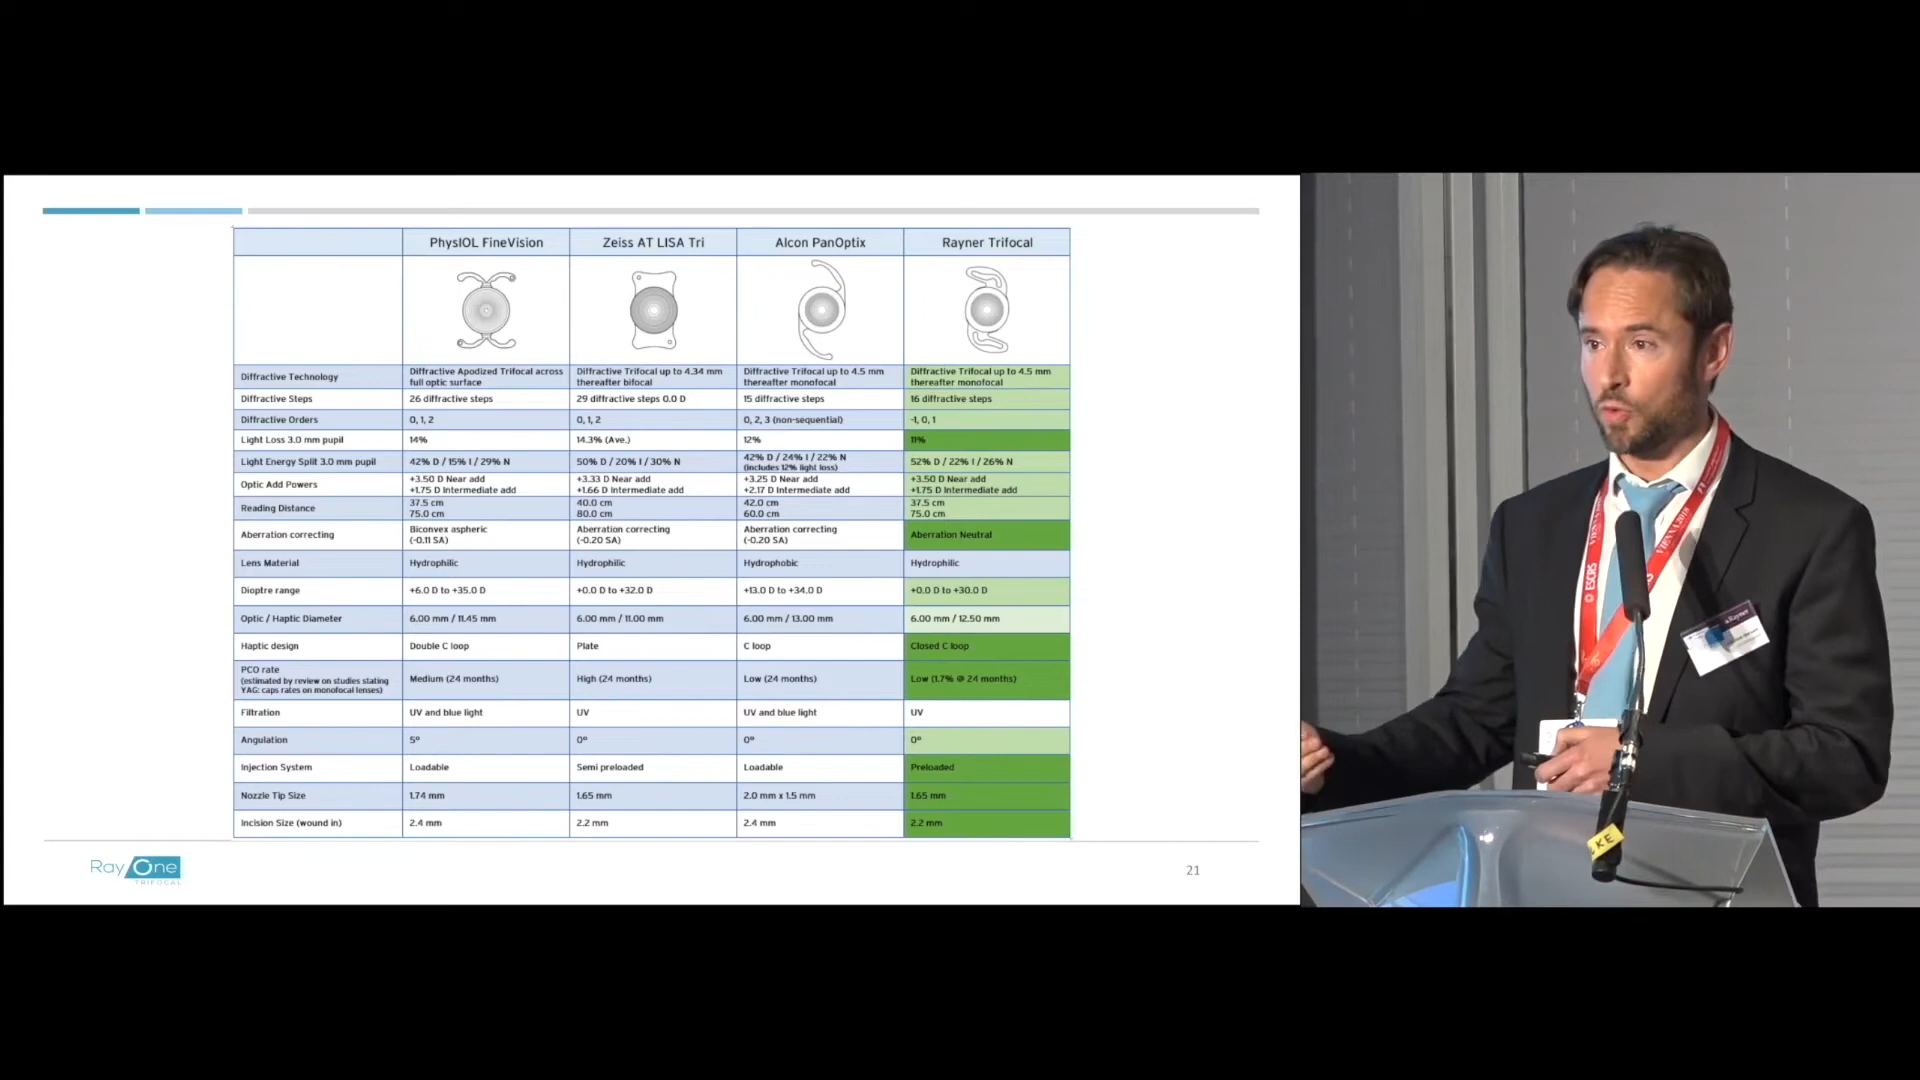 PhysIOL FineVision Zeiss AT LISA Tri Alcon PanOptix Rayner Trifocal
Diffractive Technology
Diffractive Apodized Trifocal across
full optic surface
Diffractive Trifocal up to 4.34 mm
thereafter bifocal
Diffractive Trifocal up to 4.5 mm
thereafter monofocal
Diffractive Trifocal up to 4.5 mm
thereafter monofocal
Diffractive Steps 26 diffractive steps 29 diffractive steps 0.0 D 15 diffractive steps 16 diffractive steps
Diffractive Orders 0, 1, 2 0, 1, 2 0, 2, 3 (non-sequential) -1, 0, 1
Light Loss 3.0 mm pupil 14% 14.3% (Ave.) 12% 11%
Light Energy Split 3.0 mm pupil 42% D / 15% I / 29% N 50% D / 20% I / 30% N
42% D / 24% I / 22% N
(includes 12% light loss)
52% D / 22% I / 26% N
Optic Add Powers
+3.50 D Near add
+1.75 D Intermediate add
+3.33 D Near add
+1.66 D Intermediate add
+3.25 D Near add
+2.17 D Intermediate add
+3.50 D Near add
+1.75 D Intermediate add
Reading Distance
37.5 cm
75.0 cm
40.0 cm
80.0 cm
42.0 cm
60.0 cm
37.5 cm
75.0 cm
Aberration correcting
Biconvex aspheric
(-0.11 SA)
Aberration correcting
(-0.20 SA)
Aberration correcting
(-0.20 SA)
Aberration Neutral
Lens Material Hydrophilic Hydrophilic Hydrophobic Hydrophilic
Dioptre range +6.0 D to +35.0 D +0.0 D to +32.0 D +13.0 D to +34.0 D +0.0 D to +30.0 D
Optic / Haptic Diameter 6.00 mm / 11.45 mm 6.00 mm / 11.00 mm 6.00 mm / 13.00 mm 6.00 mm / 12.50 mm
Haptic design Double C loop Plate C loop Closed C loop
PCO rate
(estimated by review on studies stating
YAG: caps rates on monofocal lenses)
Medium (24 months) High (24 months) Low (24 months) Low (1.7% @ 24 months)
Filtration UV and blue light UV UV and blue light UV
Angulation 5º 0º 0º 0º
Injection System Loadable Semi preloaded Loadable Preloaded
Nozzle Tip Size 1.74 mm 1.65 mm 2.0 mm x 1.5 mm 1.65 mm
Incision Size (wound in) 2.4 mm 2.2 mm 2.4 mm 2.2 mm
RayOne
TRIFOCAL
21
ESCRS
VIENNA 2018
Rayner
KE